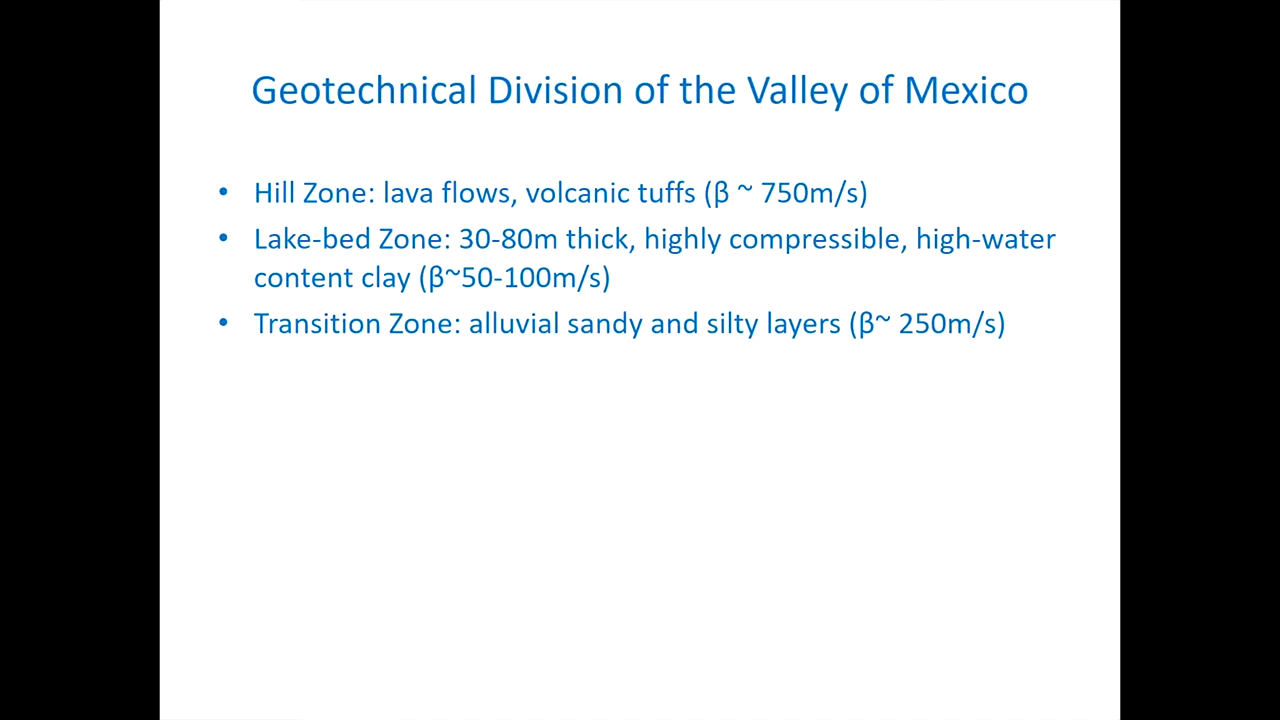 Geotechnical Division of the Valley of Mexico
• Hill Zone: lava flows, volcanic tuffs (β ~ 750m/s)
• Lake-bed Zone: 30-80m thick, highly compressible, high-water
content clay (β~50-100m/s)
• Transition Zone: alluvial sandy and silty layers (β~ 250m/s)